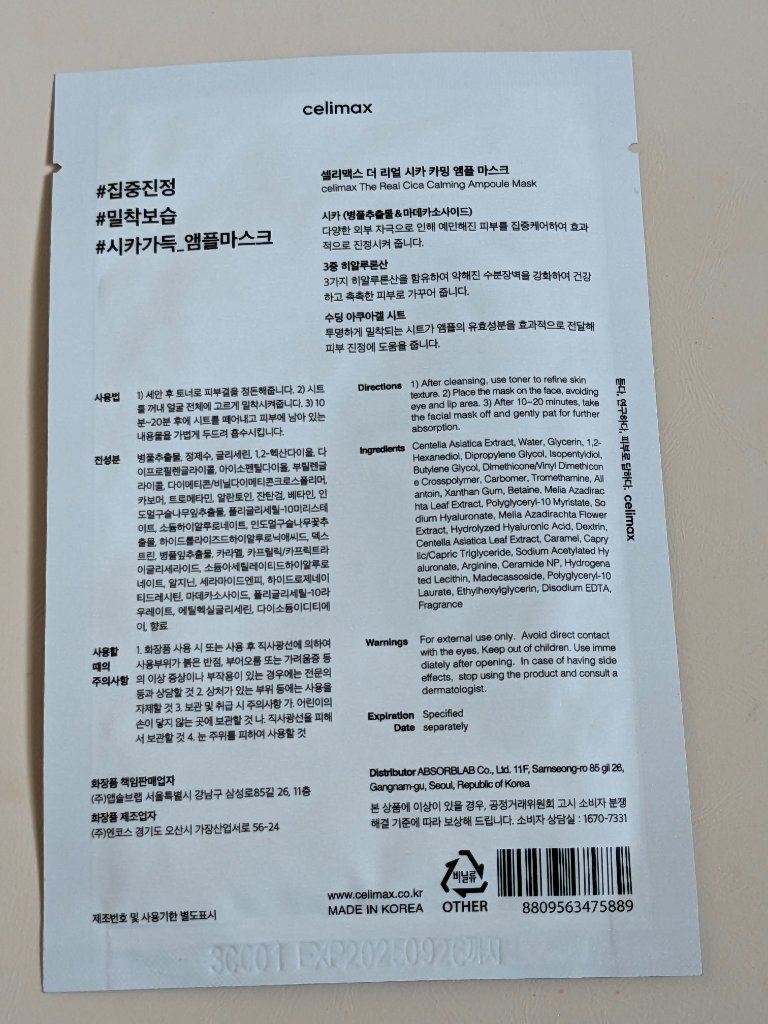 celimax
#집중진정
#밀착보습
#시카가득_앰플마스크
셀리맥스 더 리얼 시카 카밍 앰플 마스크
celimax The Real Cica Calming Ampoule Mask
시카 (병풀추출물&마데카소사이드)
다양한 외부 자극으로 인해 예민해진 피부를 집중케어하여 효과
적으로 진정시켜 줍니다.
3중 히알루론산
3가지 히알루론산을 함유하여 약해진 수분장벽을 강화하여 건강
하고 촉촉한 피부로 가꾸어 줍니다.
수딩 아쿠아겔 시트
투명하게 밀착되는 시트가 앰플의 유효성분을 효과적으로 전달해
피부 진정에 도움을 줍니다.
사용법 1) 세안 후 토너로 피부결을 정돈해줍니다. 2) 시트
를 꺼내 얼굴 전체에 고르게 밀착시켜줍니다. 3) 10
분~20분 후에 시트를 떼어내고 피부에 남아 있는
내용물을 가볍게 두드려 흡수시킵니다.
전성분 병풀추출물, 정제수, 글리세린, 1,2-헥산다이올, 다
이프로필렌글라이콜, 아이소펜틸다이올, 부틸렌글
라이콜, 다이메티콘/비닐다이메티콘크로스폴리머,
카보머, 트로메타민, 알란토인, 잔탄검, 베타인, 인
도멀구슬나무잎추출물, 폴리글리세릴-10미리스테
이트, 소듐하이알루로네이트, 인도멀구슬나무꽃추
출물, 하이드롤라이즈드하이알루로닉애씨드, 덱스
트린, 병풀잎추출물, 카라멜, 카프릴릭/카프릭트라
이글리세라이드, 소듐아세틸레이티드하이알루로
네이트, 알지닌, 세라마이드엔피, 하이드로제네이
티드레시틴, 마데카소사이드, 폴리글리세릴-10라
우레이트, 에틸헥실글리세린, 다이소듐이디티에
이, 향료
사용할 때의 주의사항
1. 화장품 사용 시 또는 사용 후 직사광선에 의하여
사용부위가 붉은 반점, 부어오름 또는 가려움증 등
의 이상 증상이나 부작용이 있는 경우에는 전문의
등과 상담할 것 2. 상처가 있는 부위 등에는 사용을
자제할 것 3. 보관 및 취급 시 주의사항 가. 어린이의
손이 닿지 않는 곳에 보관할 것 나. 직사광선을 피해
서 보관할 것 4. 눈 주위를 피하여 사용할 것
Directions 1) After cleansing, use toner to refine skin
texture. 2) Place the mask on the face, avoiding
eye and lip area. 3) After 10~20 minutes, take
the facial mask off and gently pat for further
absorption.
Ingredients Centella Asiatica Extract, Water, Glycerin, 1,2-
Hexanediol, Dipropylene Glycol, Isopentyldiol,
Butylene Glycol, Dimethicone/Vinyl Dimethicon
e Crosspolymer, Carbomer, Tromethamine, All
antoin, Xanthan Gum, Betaine, Melia Azadirac
hta Leaf Extract, Polyglyceryl-10 Myristate, So
dium Hyaluronate, Melia Azadirachta Flower
Extract, Hydrolyzed Hyaluronic Acid, Dextrin,
Centella Asiatica Leaf Extract, Caramel, Capry
lic/Capric Triglyceride, Sodium Acetylated Hy
aluronate, Arginine, Ceramide NP, Hydrogena
ted Lecithin, Madecassoside, Polyglyceryl-10
Laurate, Ethylhexylglycerin, Disodium EDTA,
Fragrance
Warnings For external use only. Avoid direct contact
with the eyes. Keep out of children. Use imme
diately after opening. In case of having side
effects, stop using the product and consult a
dermatologist.
Expiration Date
Specified
separately
듣다, 연구하다, 피부로 답하다. celimax
화장품 책임판매업자
(주)앱솔브랩 서울특별시 강남구 삼성로85길 26, 11층
화장품 제조업자
(주)엔코스 경기도 오산시 가장산업서로 56-24
Distributor ABSORBLAB Co., Ltd. 11F, Samseong-ro 85 gil 26,
Gangnam-gu, Seoul, Republic of Korea
본 상품에 이상이 있을 경우, 공정거래위원회 고시 소비자 분쟁
해결 기준에 따라 보상해 드립니다. 소비자 상담실 : 1670-7331
제조번호 및 사용기한 별도표시
www.celimax.co.kr
MADE IN KOREA
비닐류
OTHER
8809563475889
EXP20250926까지